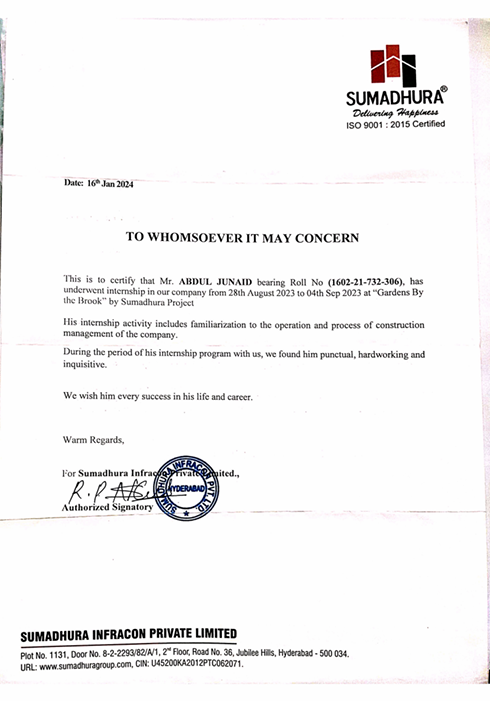 SUMADHURA®
Delivering Happiness
ISO 9001 : 2015 Certified
Date: 16th Jan 2024
TO WHOMSOEVER IT MAY CONCERN
This is to certify that Mr. ABDUL JUNAID bearing Roll No (1602-21-732-306), has
underwent internship in our company from 28th August 2023 to 04th Sep 2023 at “Gardens By
the Brook” by Sumadhura Project
His internship activity includes familiarization to the operation and process of construction
management of the company.
During the period of his internship program with us, we found him punctual, hardworking and
inquisitive.
We wish him every success in his life and career.
Warm Regards,
For Sumadhura Infracon Private Limited.,
SUMADHURA INFRACON PVT. LTD.
HYDERABAD
Authorized Signatory
SUMADHURA INFRACON PRIVATE LIMITED
Plot No. 1131, Door No. 8-2-2293/82/A/1, 2nd Floor, Road No. 36, Jubilee Hills, Hyderabad - 500 034.
URL: www.sumadhuragroup.com, CIN: U45200KA2012PTC062071.